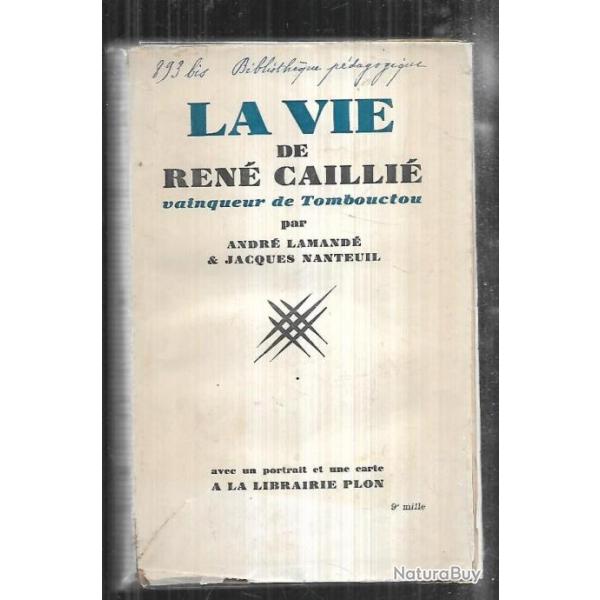 893 bis Bibliothèque pédagogique
LA VIE
DE
RENÉ CAILLIÉ
vainqueur de Tombouctou
par
ANDRÉ LAMANDÉ
& JACQUES NANTEUIL
avec un portrait et une carte
A LA LIBRAIRIE PLON
9e mille
NaturaBuy